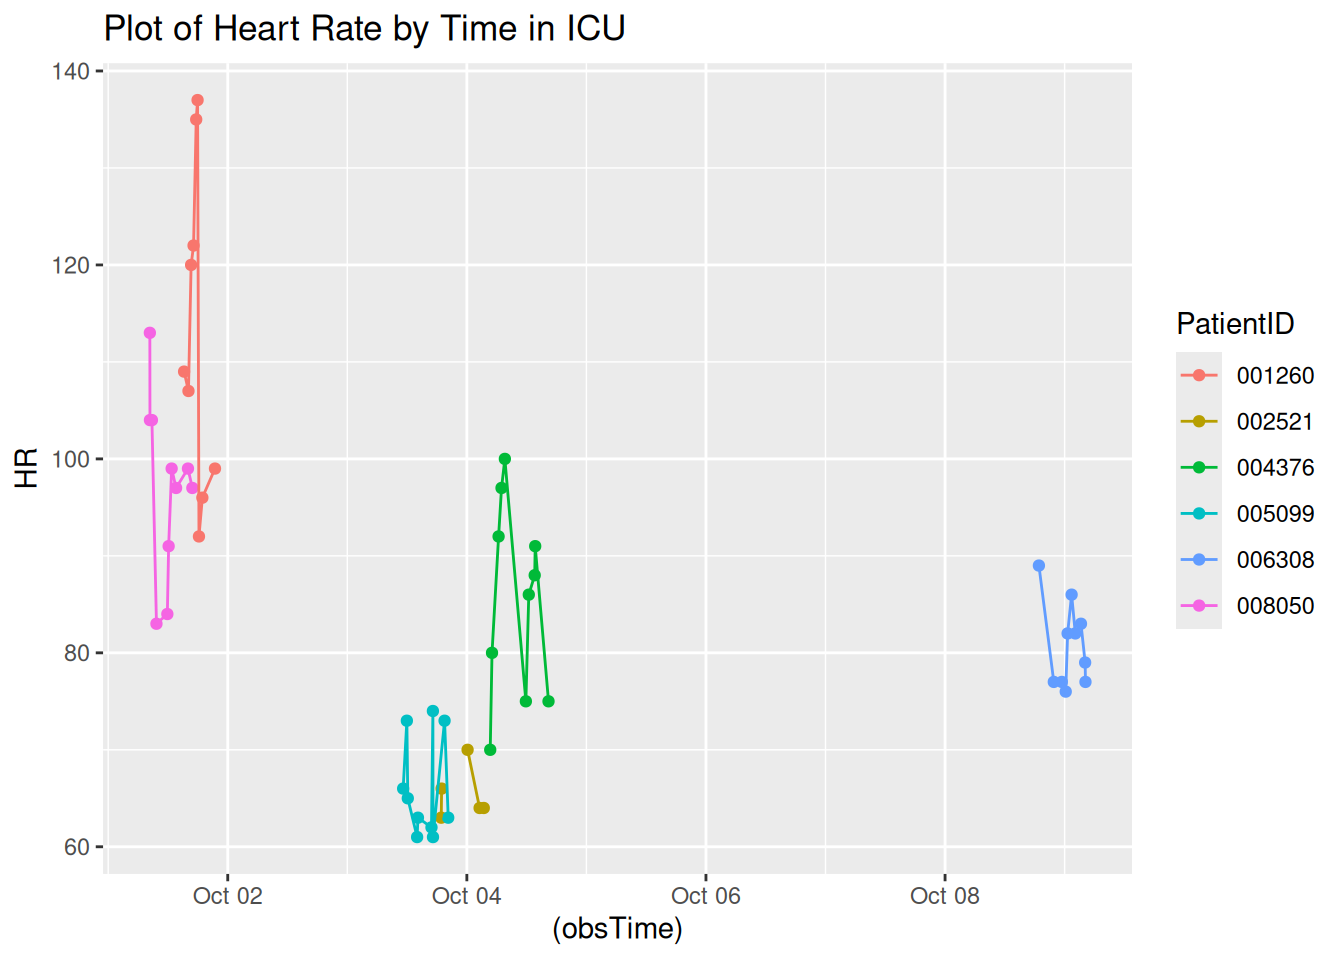 Plot of Heart Rate by Time in ICU
140
120
100
80
60
HR
Oct 02
Oct 04
Oct 06
Oct 08
(obsTime)
PatientID
001260
002521
004376
005099
006308
008050